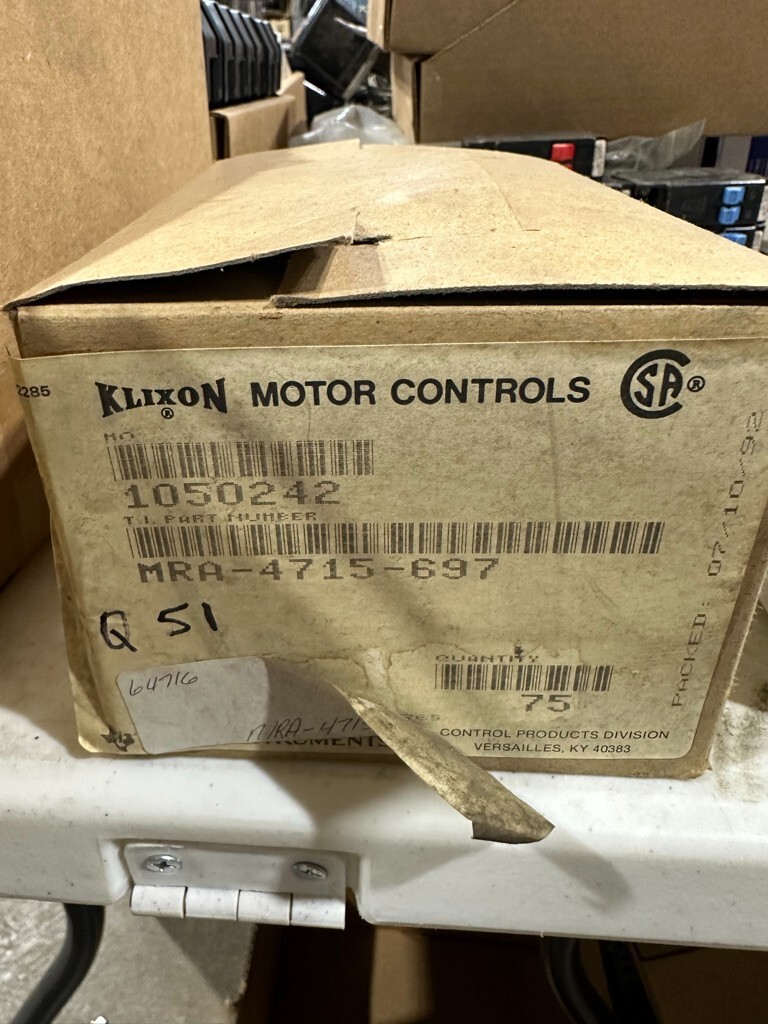 2285
KLIXON® MOTOR CONTROLS SA®
1050242
T.I. PART NUMBER
MRA-4715-697
Q 51
QUANTITY
75
PACKED: 07/10/92
64716
CONTROL PRODUCTS DIVISION
VERSAILLES, KY 40383